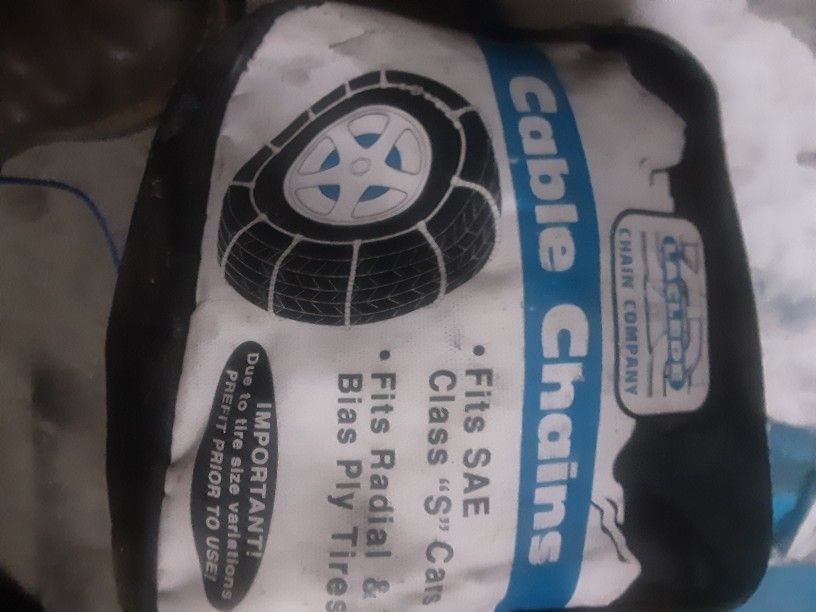 LACLEDE
CHAIN COMPANY
Cable Chains
• Fits SAE
Class "S" Cars
• Fits Radial &
Bias Ply Tires
IMPORTANT!
Due to tire size variations
PREFIT PRIOR TO USE!